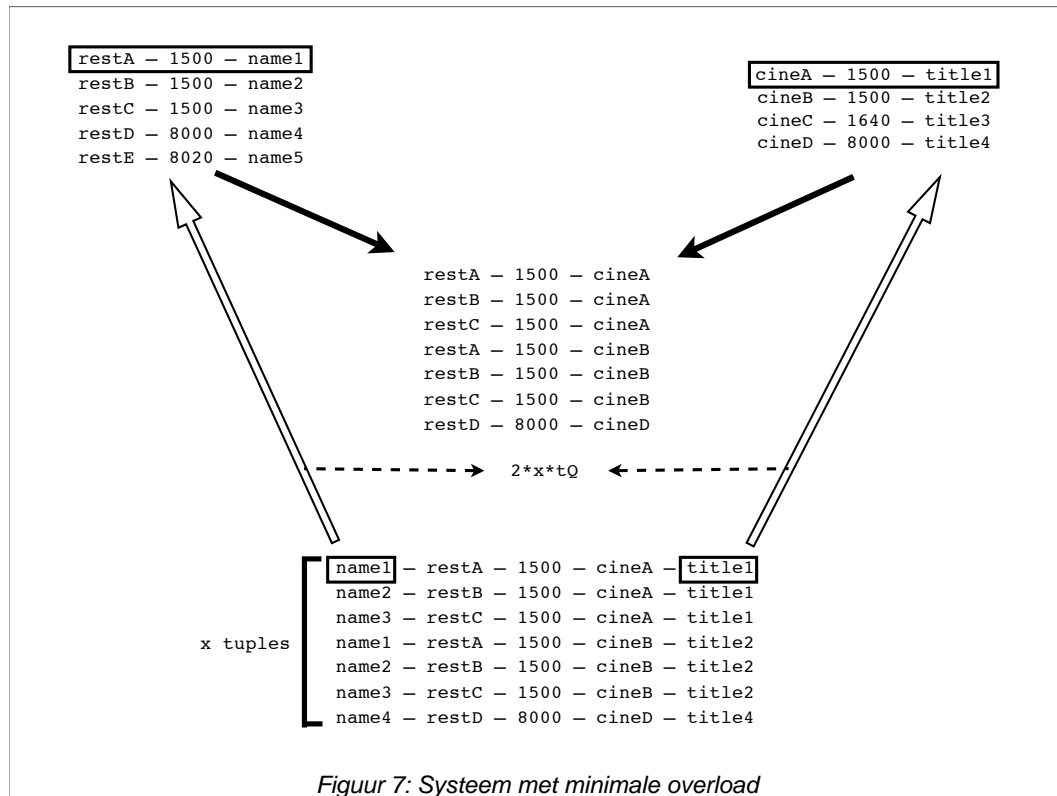 restA – 1500 – name1
restB – 1500 – name2
restC – 1500 – name3
restD – 8000 – name4
restE – 8020 – name5
cineA – 1500 – title1
cineB – 1500 – title2
cineC – 1640 – title3
cineD – 8000 – title4
restA – 1500 – cineA
restB – 1500 – cineA
restC – 1500 – cineA
restA – 1500 – cineB
restB – 1500 – cineB
restC – 1500 – cineB
restD – 8000 – cineD
2*x*tQ
x tuples
name1 – restA – 1500 – cineA – title1
name2 – restB – 1500 – cineA – title1
name3 – restC – 1500 – cineA – title1
name1 – restA – 1500 – cineB – title2
name2 – restB – 1500 – cineB – title2
name3 – restC – 1500 – cineB – title2
name4 – restD – 8000 – cineD – title4
Figuur 7: Systeem met minimale overload